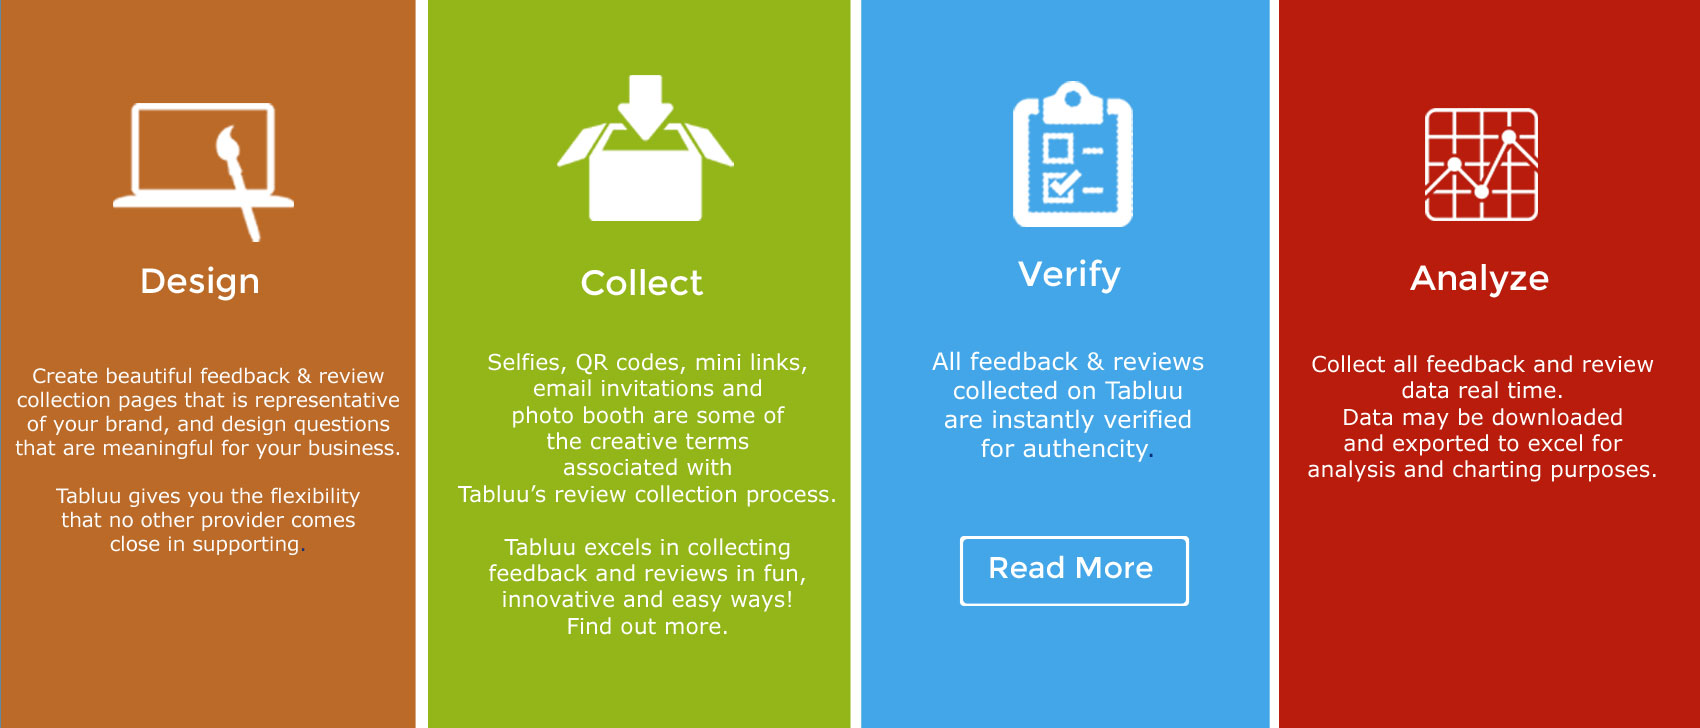 Design
Create beautiful feedback & review
collection pages that is representative
of your brand, and design questions
that are meaningful for your business.
Tabluu gives you the flexibility
that no other provider comes
close in supporting.
Collect
Selfies, QR codes, mini links,
email invitations and
photo booth are some of
the creative terms
associated with
Tabluu’s review collection process.
Tabluu excels in collecting
feedback and reviews in fun,
innovative and easy ways!
Find out more.
Verify
All feedback & reviews
collected on Tabluu
are instantly verified
for authencity.
Read More
Analyze
Collect all feedback and review
data real time.
Data may be downloaded
and exported to excel for
analysis and charting purposes.